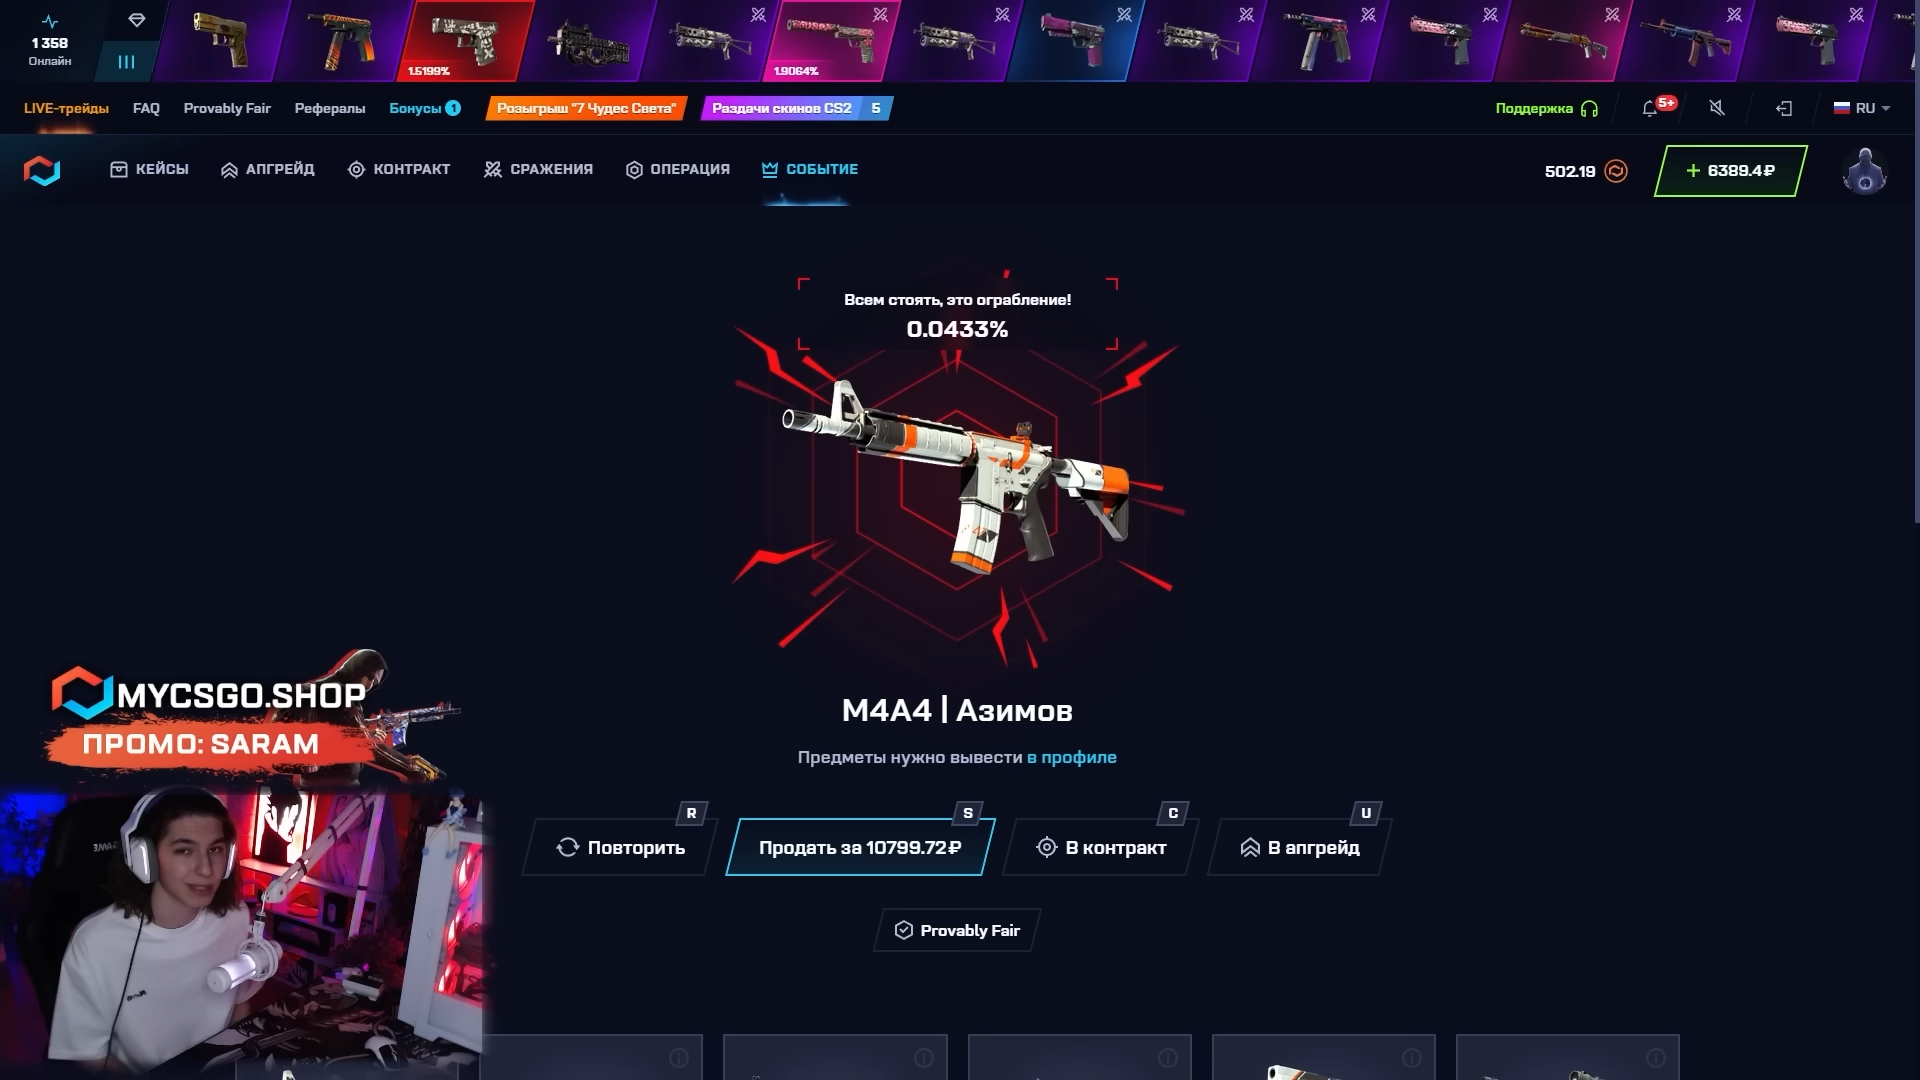 1 358
Онлайн
1.5199%
1.9064%
LIVE-трейды
FAQ
Provably Fair
Рефералы
Бонусы 1
Розыгрыш "7 Чудес Света"
Раздачи скинов CS2 5
Поддержка
5+
RU
КЕЙСЫ
АПГРЕЙД
КОНТРАКТ
СРАЖЕНИЯ
ОПЕРАЦИЯ
СОБЫТИЕ
502.19
+ 6389.4₽
Всем стоять, это ограбление!
0.0433%
MYCSGO.SHOP
ПРОМО: SARAM
M4A4 | Азимов
Предметы нужно вывести в профиле
R
Повторить
S
Продать за 10799.72₽
C
В контракт
U
В апгрейд
Provably Fair